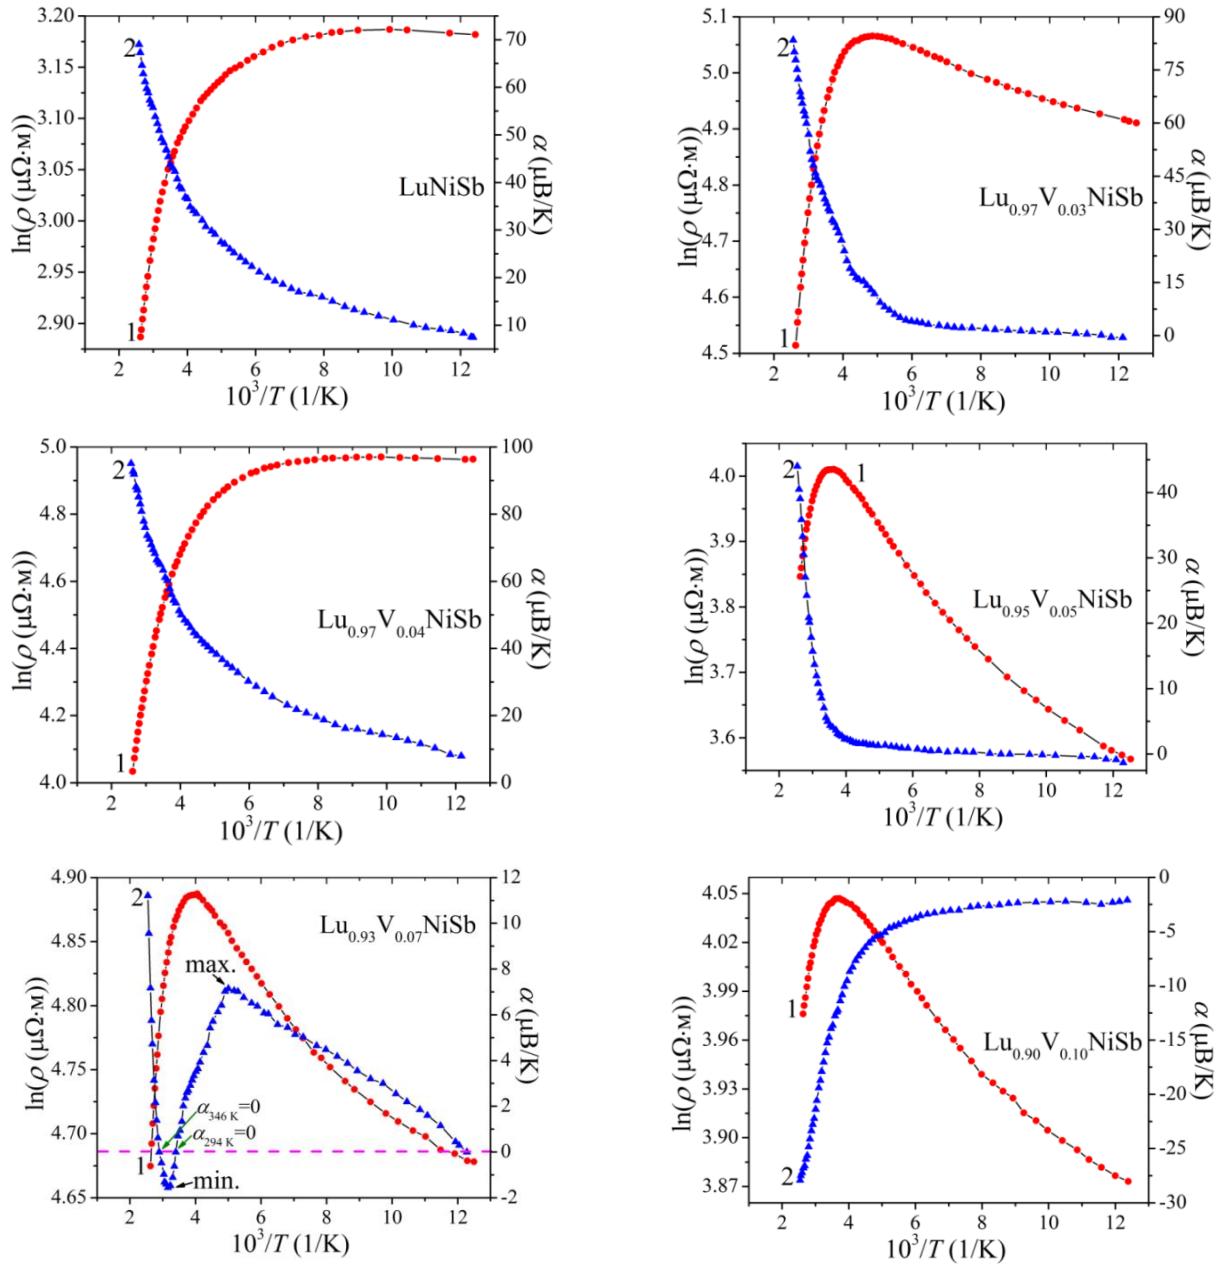 3.20
3.15
3.10
3.05
3.00
2.95
2.90
ln(ρ (μΩ·м))
2
1
LuNiSb
70
60
50
40
30
20
10
α (μB/K)
2 4 6 8 10 12
10³/T (1/K)
5.1
5.0
4.9
4.8
4.7
4.6
4.5
ln(ρ (μΩ·м))
2
1
Lu₀.₉₇V₀.₀₃NiSb
90
75
60
45
30
15
0
α (μB/K)
2 4 6 8 10 12
10³/T (1/K)
5.0
4.8
4.6
4.4
4.2
4.0
ln(ρ (μΩ·м))
2
1
Lu₀.₉₇V₀.₀₄NiSb
100
80
60
40
20
0
α (μB/K)
2 4 6 8 10 12
10³/T (1/K)
4.0
3.9
3.8
3.7
3.6
ln(ρ (μΩ·м))
2
1
Lu₀.₉₅V₀.₀₅NiSb
40
30
20
10
0
α (μB/K)
2 4 6 8 10 12
10³/T (1/K)
4.90
4.85
4.80
4.75
4.70
4.65
ln(ρ (μΩ·м))
2
Lu₀.₉₃V₀.₀₇NiSb
max.
α₃₄₆ K=0
α₂₉₄ K=0
1
min.
12
10
8
6
4
2
0
-2
α (μB/K)
2 4 6 8 10 12
10³/T (1/K)
4.05
4.02
3.99
3.96
3.93
3.90
3.87
ln(ρ (μΩ·м))
1
Lu₀.₉₀V₀.₁₀NiSb
2
0
-5
-10
-15
-20
-25
-30
α (μB/K)
2 4 6 8 10 12
10³/T (1/K)